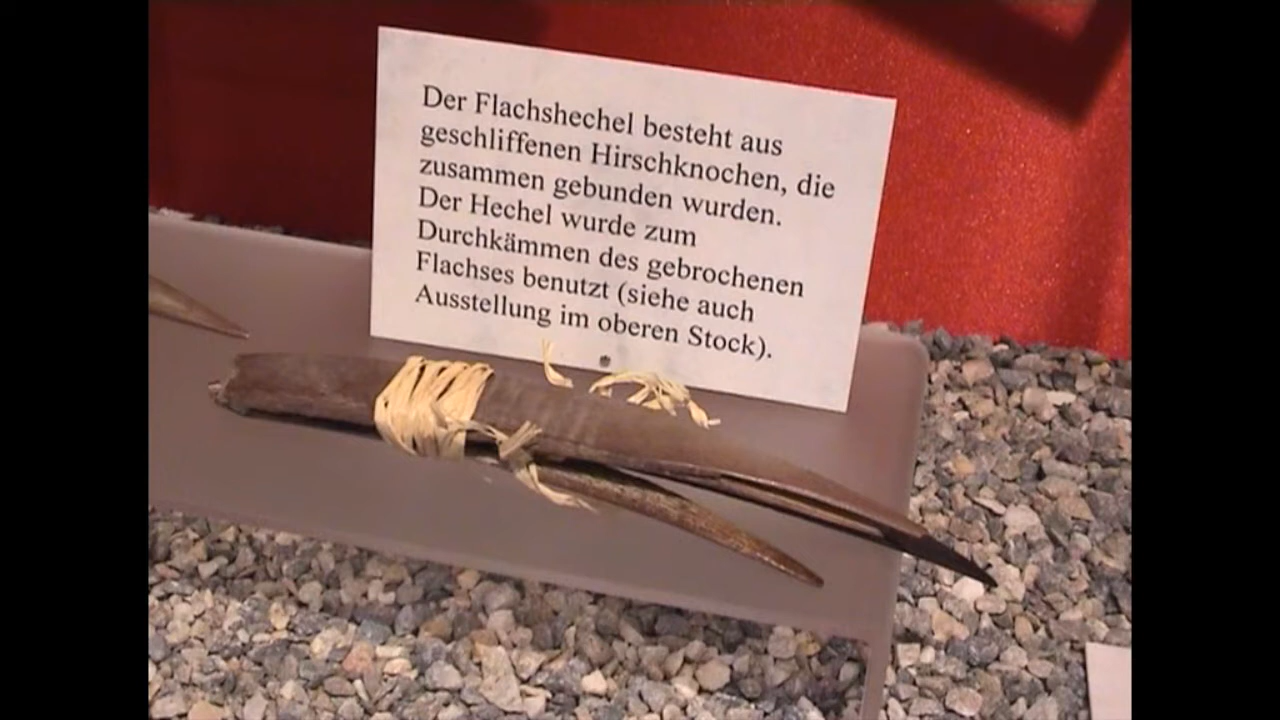 Der Flachshechel besteht aus
geschliffenen Hirschknochen, die
zusammen gebunden wurden.
Der Hechel wurde zum
Durchkämmen des gebrochenen
Flachses benutzt (siehe auch
Ausstellung im oberen Stock).